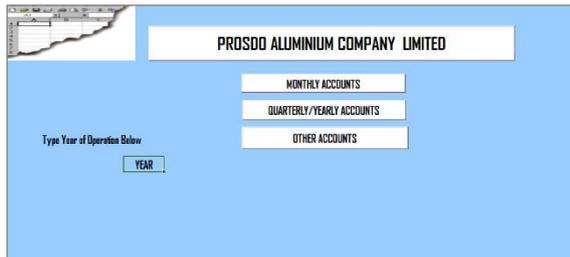 PROSDO ALUMINIUM COMPANY LIMITED
MONTHLY ACCOUNTS
QUARTERLY/YEARLY ACCOUNTS
OTHER ACCOUNTS
Type Year of Operation Below
YEAR